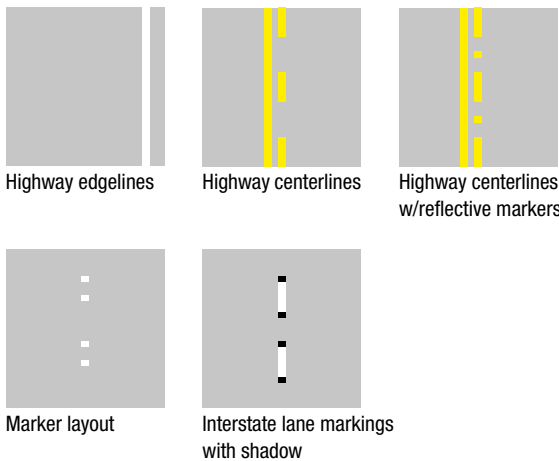 Highway edgelines
Highway centerlines
Highway centerlines
w/reflective markers
Marker layout
Interstate lane markings
with shadow